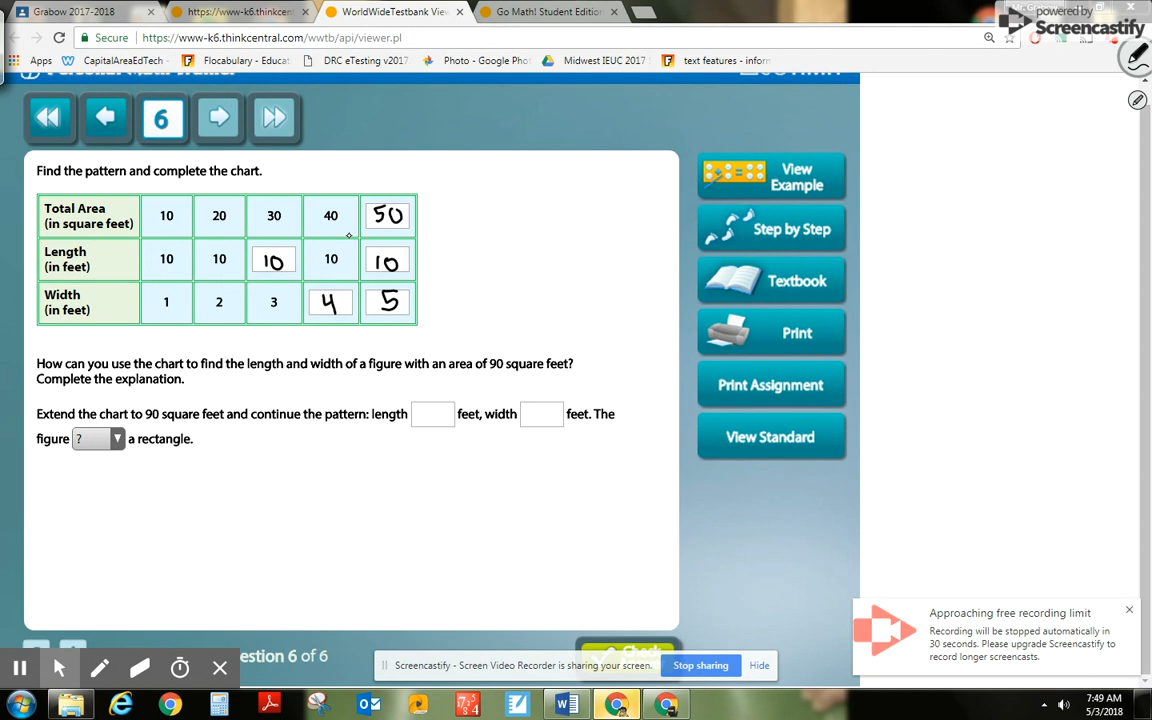 Grabow 2017-2018
https://www-k6.thinkcent
WorldWideTestbank Vie
Go Math! Student Edition
powered by
Screencastify
Secure https://www-k6.thinkcentral.com/wwtb/api/viewer.pl
Apps CapitalAreaEdTech - Flocabulary - Educat DRC eTesting v2017. Photo - Google Pho Midwest IEUC 2017 text features - inform
6
Find the pattern and complete the chart.
Total Area (in square feet) 10 20 30 40 50
Length (in feet) 10 10 10 10 10
Width (in feet) 1 2 3 4 5
How can you use the chart to find the length and width of a figure with an area of 90 square feet?
Complete the explanation.
Extend the chart to 90 square feet and continue the pattern: length feet, width feet. The
figure ? a rectangle.
View Example
Step by Step
Textbook
Print
Print Assignment
View Standard
estion 6 of 6
Check
Screencastify - Screen Video Recorder is sharing your screen. Stop sharing Hide
Approaching free recording limit
Recording will be stopped automatically in
30 seconds. Please upgrade Screencastify to
record longer screencasts.
7:49 AM
5/3/2018